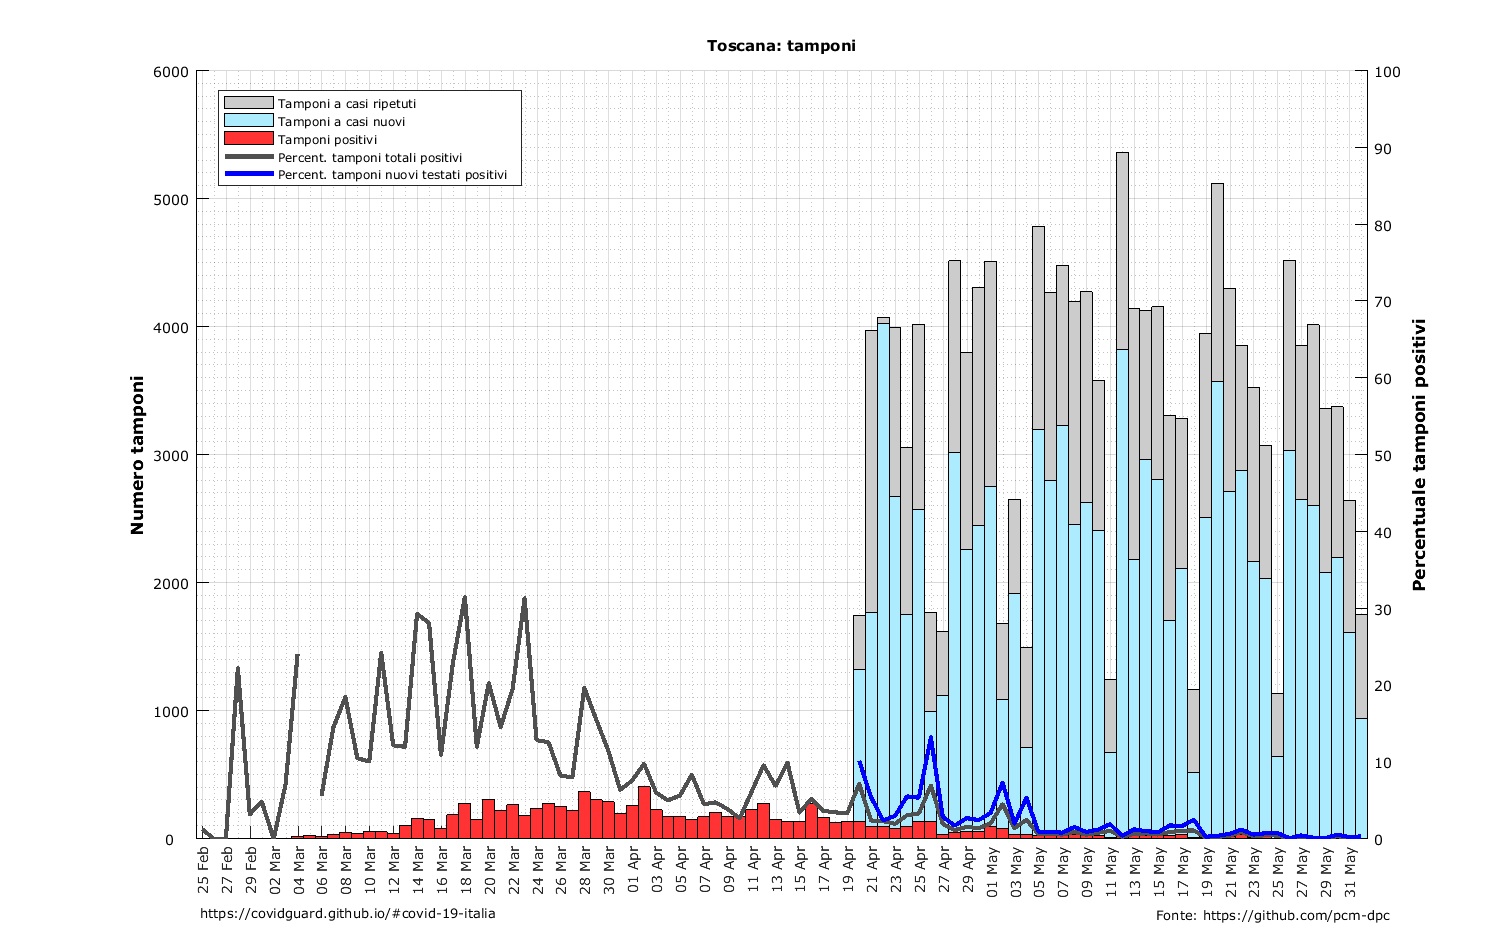 Toscana: tamponi
Tamponi a casi ripetuti
Tamponi a casi nuovi
Tamponi positivi
Percent. tamponi totali positivi
Percent. tamponi nuovi testati positivi
Numero tamponi
6000
5000
4000
3000
2000
1000
0
100
90
80
70
60
50
40
30
20
10
0
Percentuale tamponi positivi
25 Feb
27 Feb
29 Feb
02 Mar
04 Mar
06 Mar
08 Mar
10 Mar
12 Mar
14 Mar
16 Mar
18 Mar
20 Mar
22 Mar
24 Mar
26 Mar
28 Mar
30 Mar
01 Apr
03 Apr
05 Apr
07 Apr
09 Apr
11 Apr
13 Apr
15 Apr
17 Apr
19 Apr
21 Apr
23 Apr
25 Apr
27 Apr
29 Apr
01 May
03 May
05 May
07 May
09 May
11 May
13 May
15 May
17 May
19 May
21 May
23 May
25 May
27 May
29 May
31 May
https://covidguard.github.io/#covid-19-italia
Fonte: https://github.com/pcm-dpc